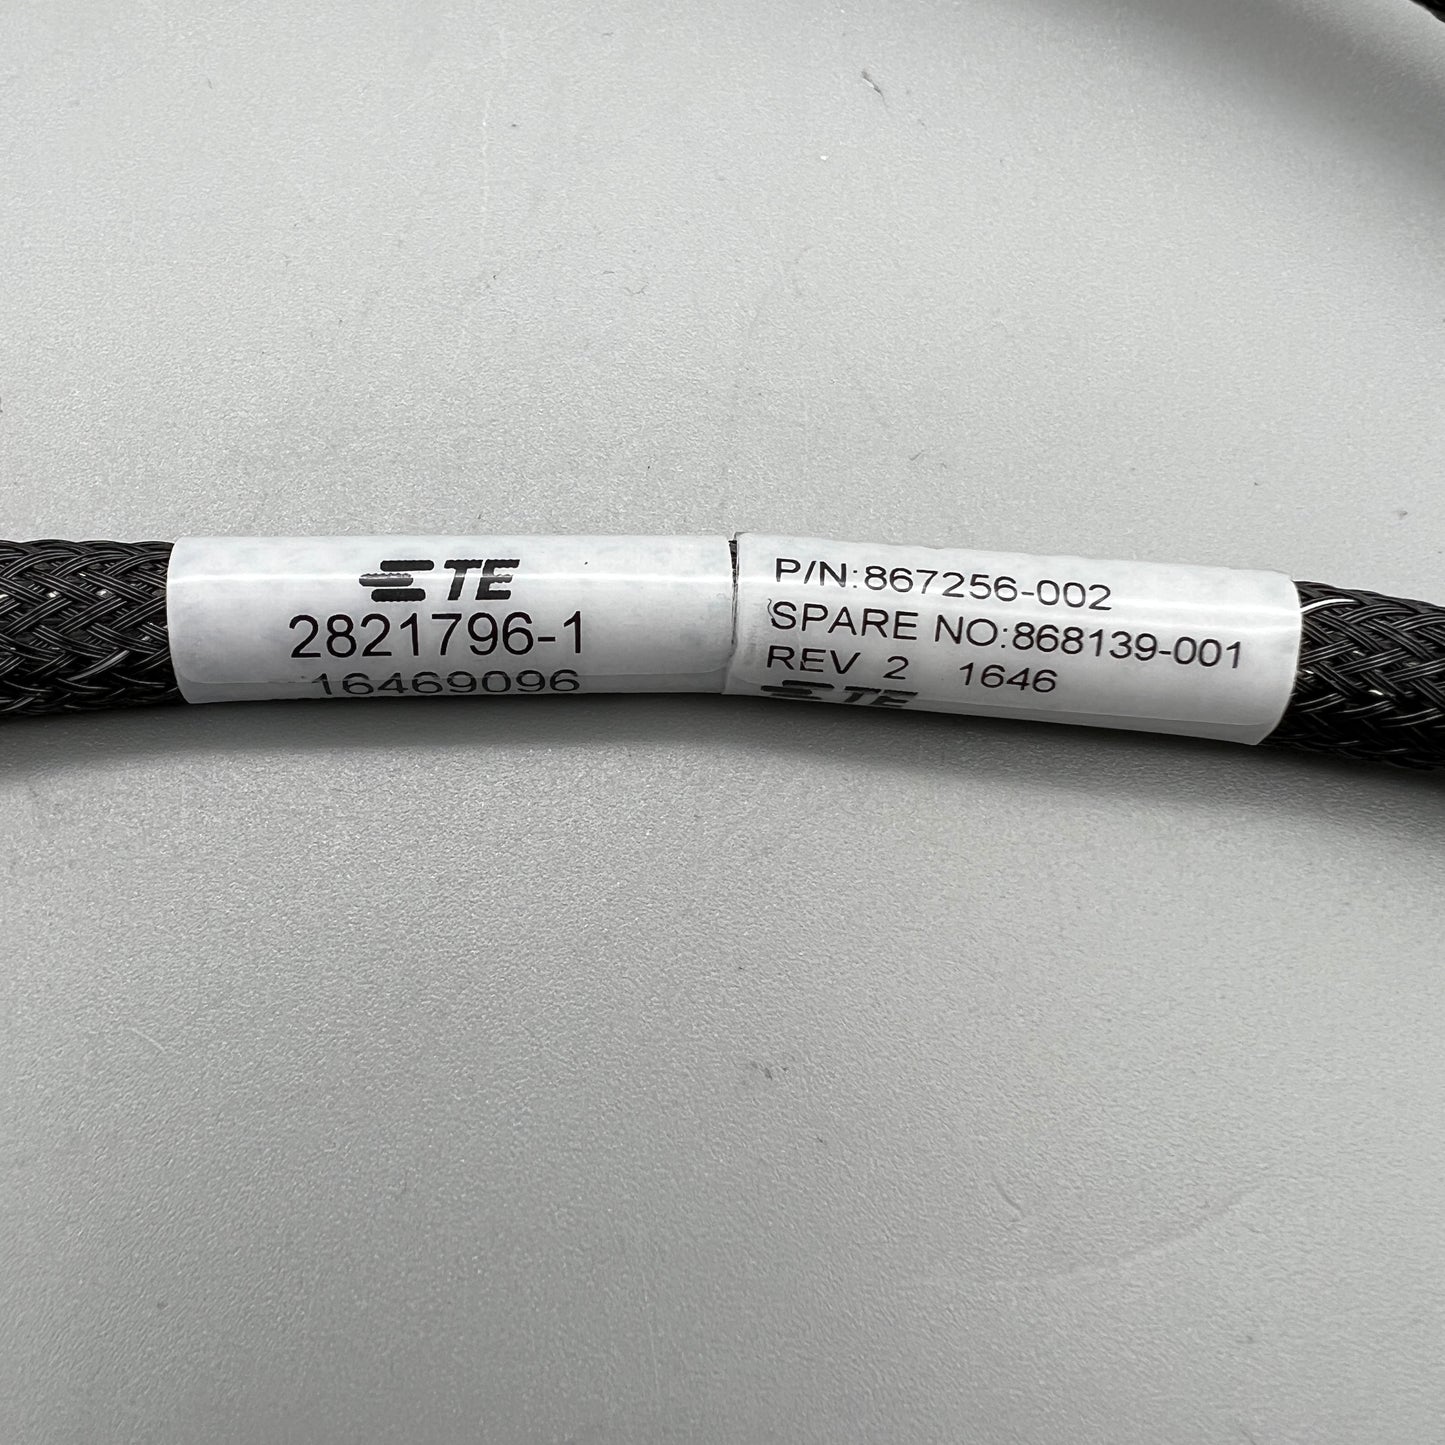 TE
2821796-1
16469096
P/N:867256-002
SPARE NO:868139-001
REV 2 1646
TE